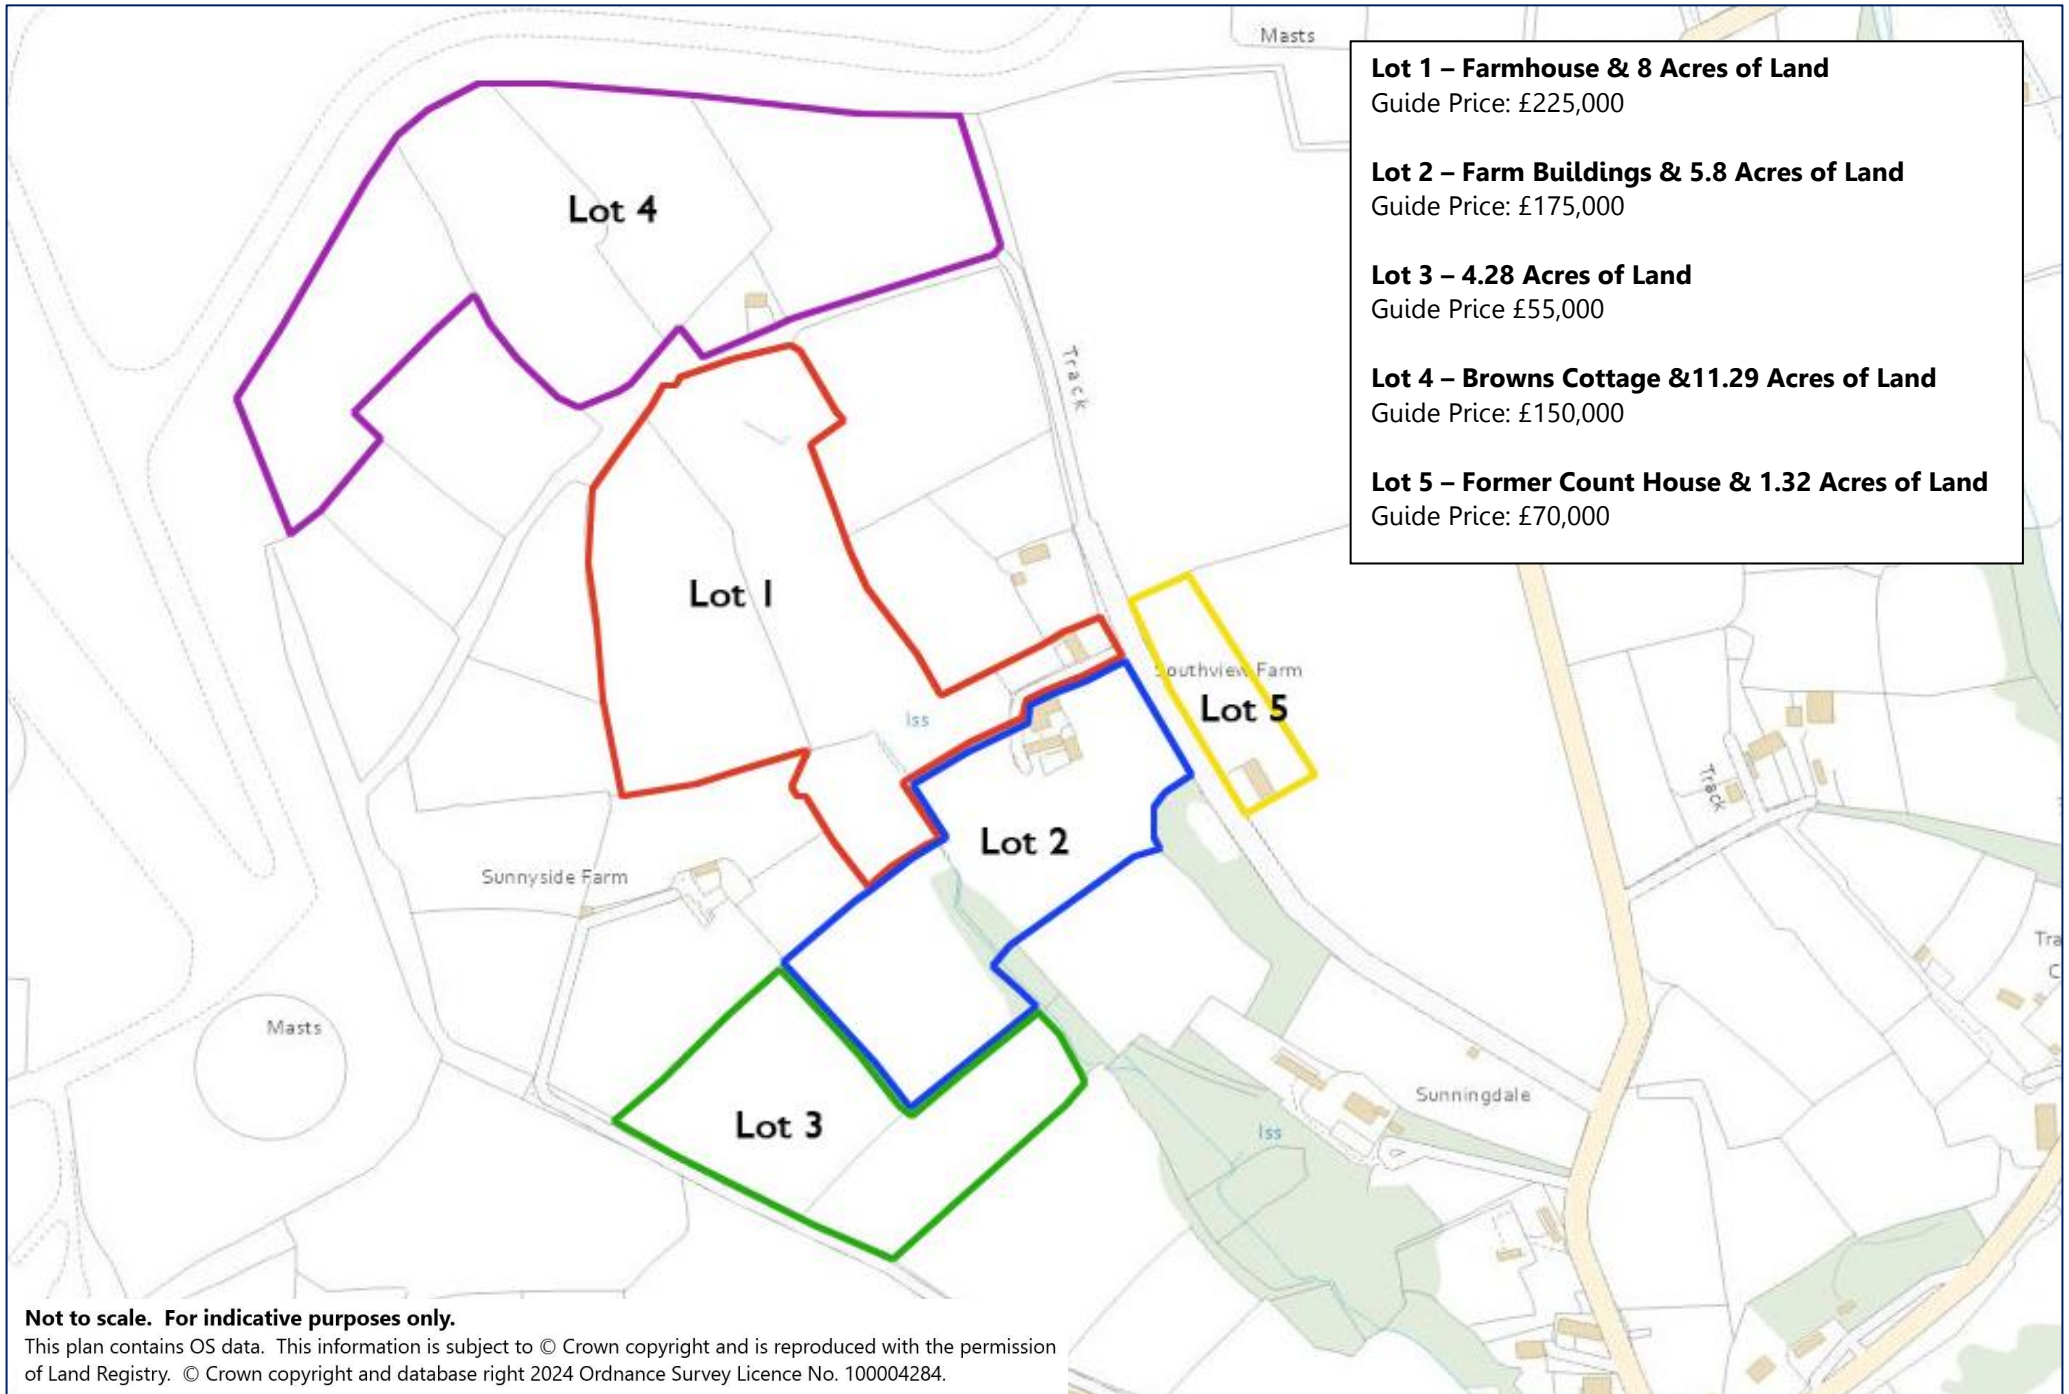 Masts
Lot 1 – Farmhouse & 8 Acres of Land
Guide Price: £225,000
Lot 2 – Farm Buildings & 5.8 Acres of Land
Guide Price: £175,000
Lot 3 – 4.28 Acres of Land
Guide Price £55,000
Lot 4 – Browns Cottage &11.29 Acres of Land
Guide Price: £150,000
Lot 5 – Former Count House & 1.32 Acres of Land
Guide Price: £70,000
Lot 4
Track
Lot 1
Southview Farm
Lot 5
Iss
Track
Lot 2
Sunnyside Farm
Tra
C
Masts
Sunningdale
Lot 3
Iss
Not to scale. For indicative purposes only.
This plan contains OS data. This information is subject to © Crown copyright and is reproduced with the permission
of Land Registry. © Crown copyright and database right 2024 Ordnance Survey Licence No. 100004284.